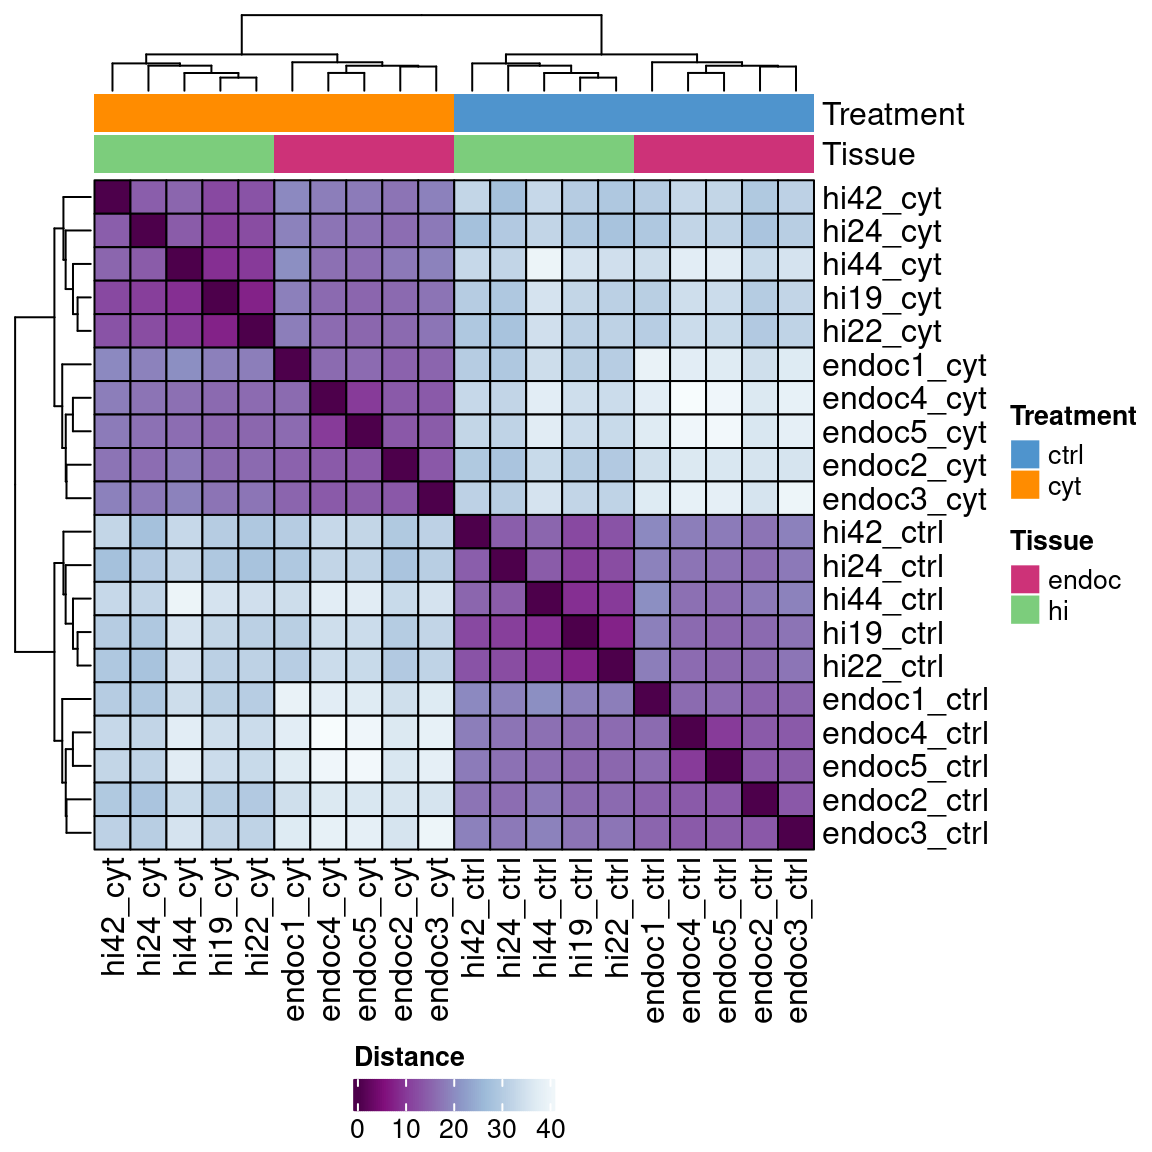 Treatment
Tissue
hi42_cyt
hi24_cyt
hi44_cyt
hi19_cyt
hi22_cyt
endoc1_cyt
endoc4_cyt
endoc5_cyt
endoc2_cyt
endoc3_cyt
hi42_ctrl
hi24_ctrl
hi44_ctrl
hi19_ctrl
hi22_ctrl
endoc1_ctrl
endoc4_ctrl
endoc5_ctrl
endoc2_ctrl
endoc3_ctrl
hi42_cyt
hi24_cyt
hi44_cyt
hi19_cyt
hi22_cyt
endoc1_cyt
endoc4_cyt
endoc5_cyt
endoc2_cyt
endoc3_cyt
hi42_ctrl
hi24_ctrl
hi44_ctrl
hi19_ctrl
hi22_ctrl
endoc1_ctrl
endoc4_ctrl
endoc5_ctrl
endoc2_ctrl
endoc3_ctrl
Treatment
ctrl
cyt
Tissue
endoc
hi
Distance
0 10 20 30 40